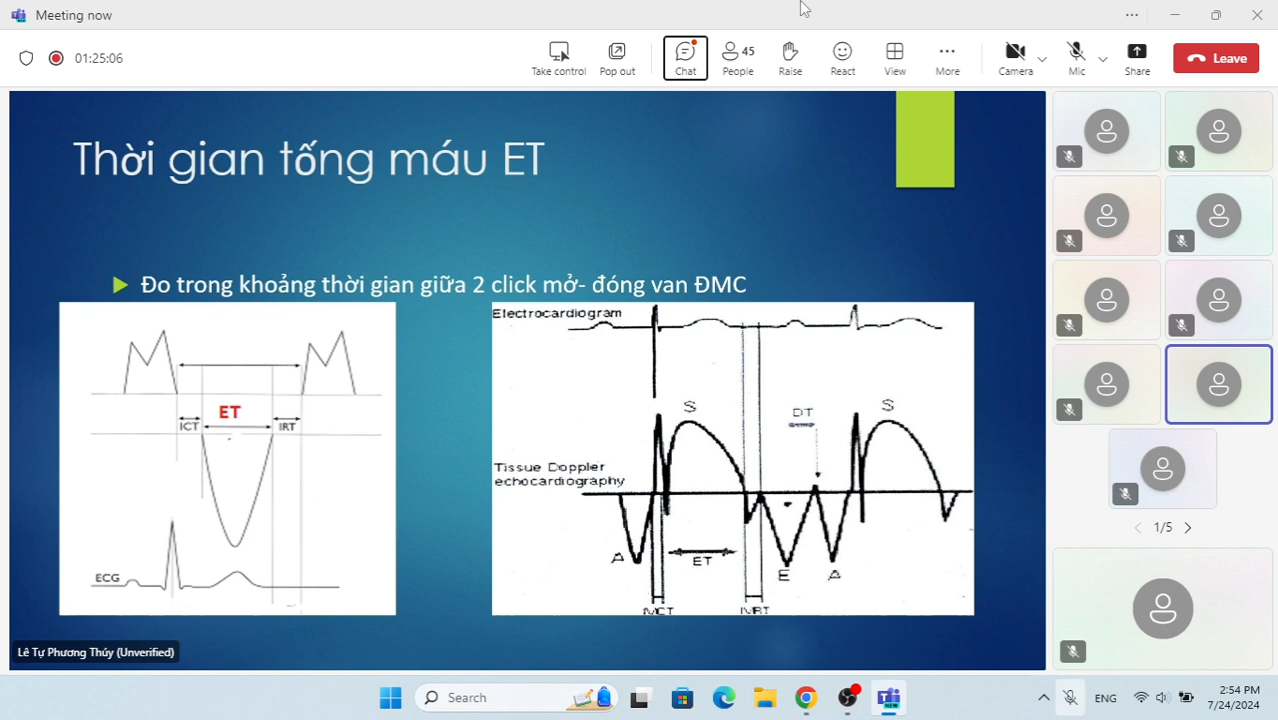 Meeting now
01:25:06
Take control
Pop out
Chat
45
People
Raise
React
View
More
Camera
Mic
Share
Leave
Thời gian tống máu ET
Đo trong khoảng thời gian giữa 2 click mở- đóng van ĐMC
ICT
ET
IRT
ECG
Electrocardiogram
S
DT
S
Tissue Doppler
echocardiography
A
ET
E
A
IVCT
IVRT
Lê Tự Phương Thúy (Unverified)
1/5
Search
NEW
ENG
2:54 PM
7/24/2024